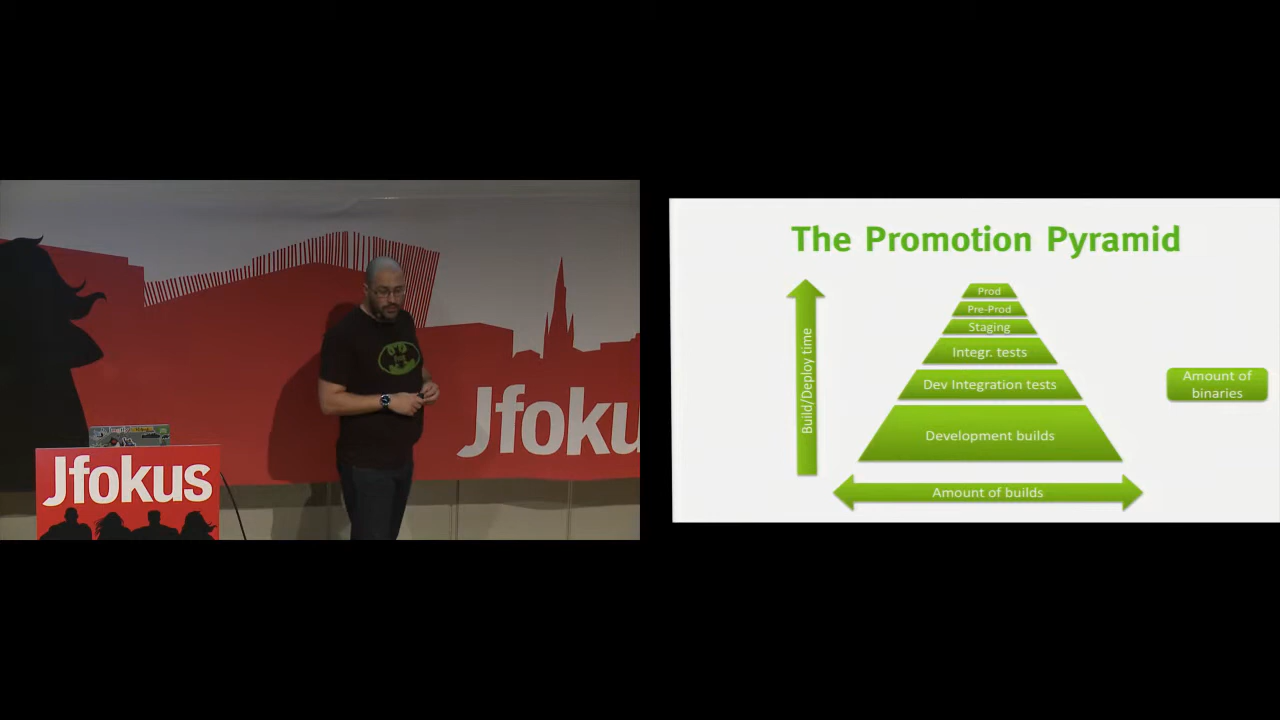 Jfoku
Jfokus
The Promotion Pyramid
Build/Deploy time
Prod
Pre-Prod
Staging
Integr. tests
Dev Integration tests
Development builds
Amount of builds
Amount of
binaries